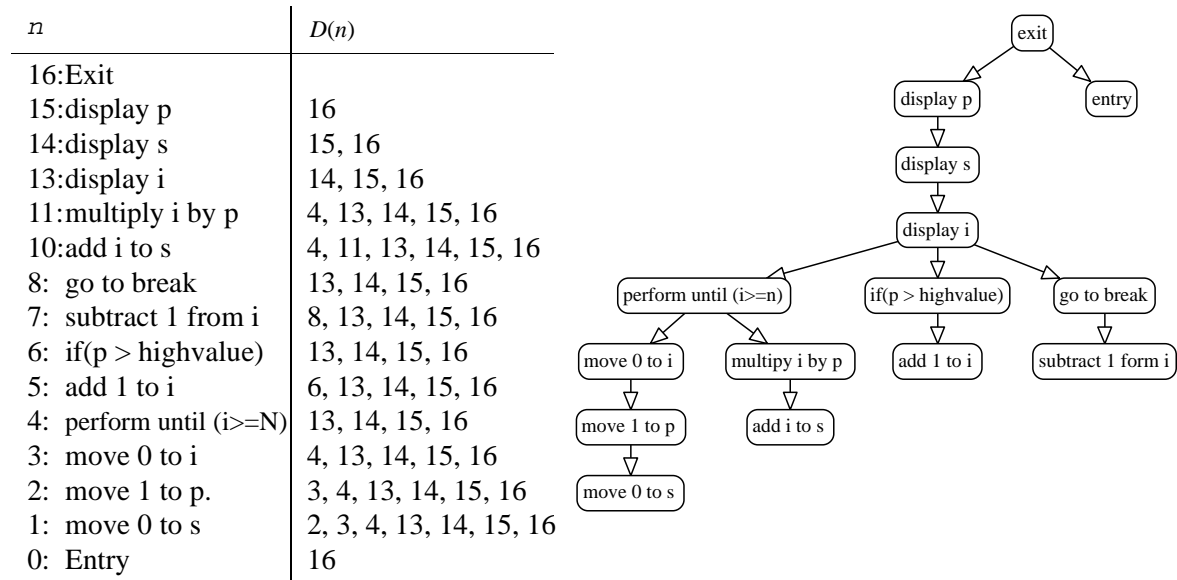 n D(n)
16:Exit
15:display p 16
14:display s 15, 16
13:display i 14, 15, 16
11:multiply i by p 4, 13, 14, 15, 16
10:add i to s 4, 11, 13, 14, 15, 16
8: go to break 13, 14, 15, 16
7: subtract 1 from i 8, 13, 14, 15, 16
6: if(p > highvalue) 13, 14, 15, 16
5: add 1 to i 6, 13, 14, 15, 16
4: perform until (i>=N) 13, 14, 15, 16
3: move 0 to i 4, 13, 14, 15, 16
2: move 1 to p. 3, 4, 13, 14, 15, 16
1: move 0 to s 2, 3, 4, 13, 14, 15, 16
0: Entry 16
exit
display p entry
display s
display i
perform until (i>=n) if(p > highvalue) go to break
move 0 to i multipy i by p add 1 to i subtract 1 form i
move 1 to p add i to s
move 0 to s